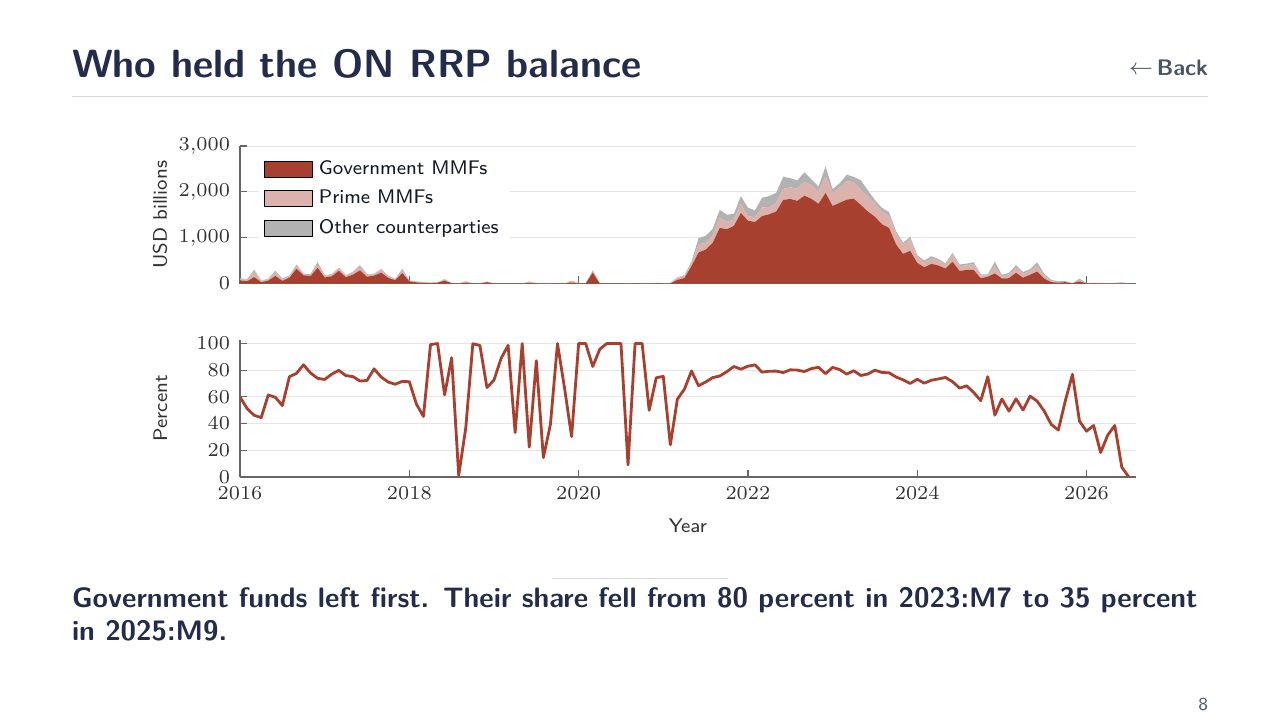 Who held the ON RRP balance
← Back
3,000
2,000
1,000
0
USD billions
Government MMFs
Prime MMFs
Other counterparties
100
80
60
40
20
0
Percent
2016 2018 2020 2022 2024 2026
Year
Government funds left first. Their share fell from 80 percent in 2023:M7 to 35 percent
in 2025:M9.
8